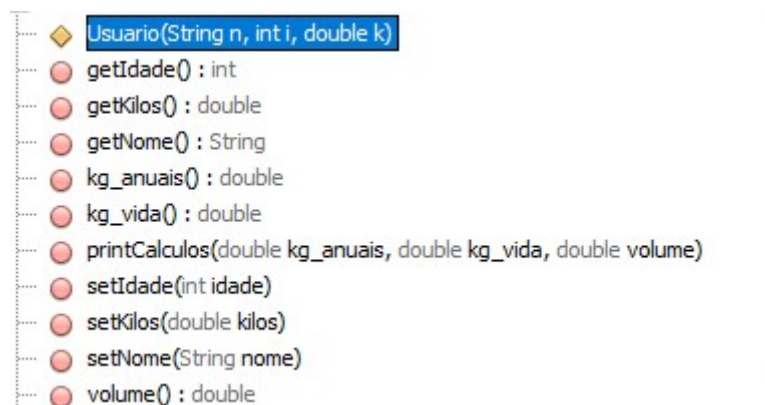 Usuario(String n, int i, double k)
getIdade() : int
getKilos() : double
getNome() : String
kg_anuais() : double
kg_vida() : double
printCalculos(double kg_anuais, double kg_vida, double volume)
setIdade(int idade)
setKilos(double kilos)
setNome(String nome)
volume() : double